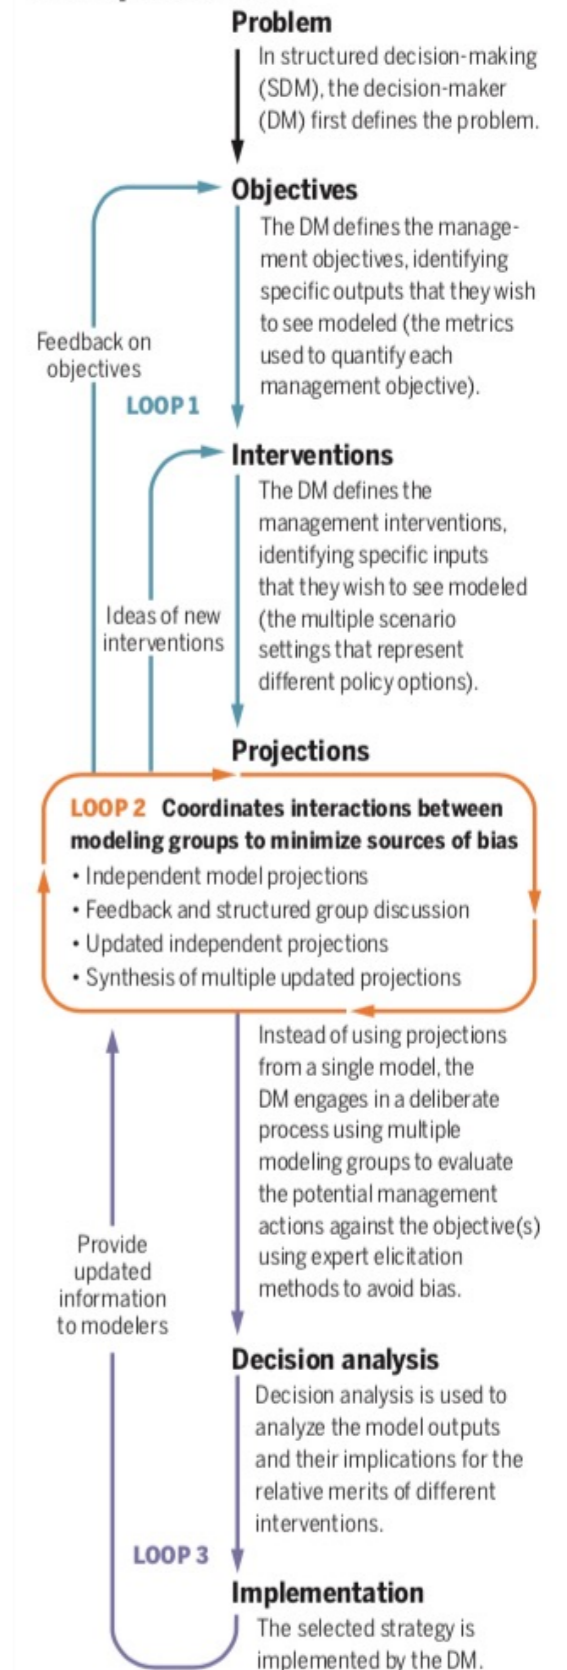 Problem
In structured decision-making
(SDM), the decision-maker
(DM) first defines the problem.
Objectives
The DM defines the manage-
ment objectives, identifying
specific outputs that they wish
to see modeled (the metrics
used to quantify each
management objective).
Feedback on
objectives
LOOP 1
Interventions
The DM defines the
management interventions,
identifying specific inputs
that they wish to see modeled
(the multiple scenario
settings that represent
different policy options).
Ideas of new
interventions
Projections
LOOP 2 Coordinates interactions between
modeling groups to minimize sources of bias
• Independent model projections
• Feedback and structured group discussion
• Updated independent projections
• Synthesis of multiple updated projections
Instead of using projections
from a single model, the
DM engages in a deliberate
process using multiple
modeling groups to evaluate
the potential management
actions against the objective(s)
using expert elicitation
methods to avoid bias.
Provide
updated
information
to modelers
Decision analysis
Decision analysis is used to
analyze the model outputs
and their implications for the
relative merits of different
interventions.
LOOP 3
Implementation
The selected strategy is
implemented by the DM.